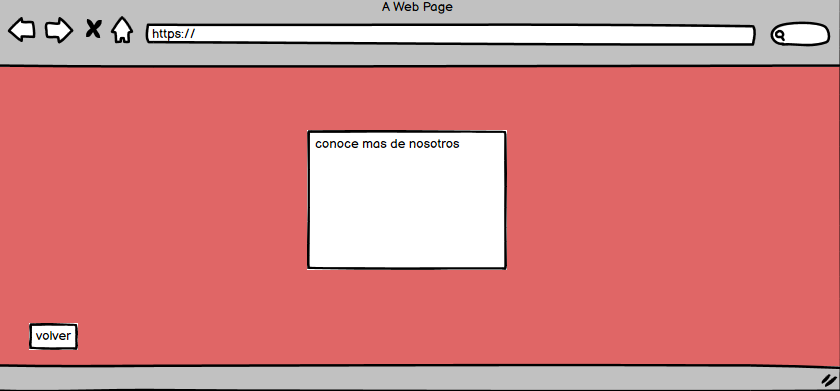 A Web Page
https://
conoce mas de nosotros
volver